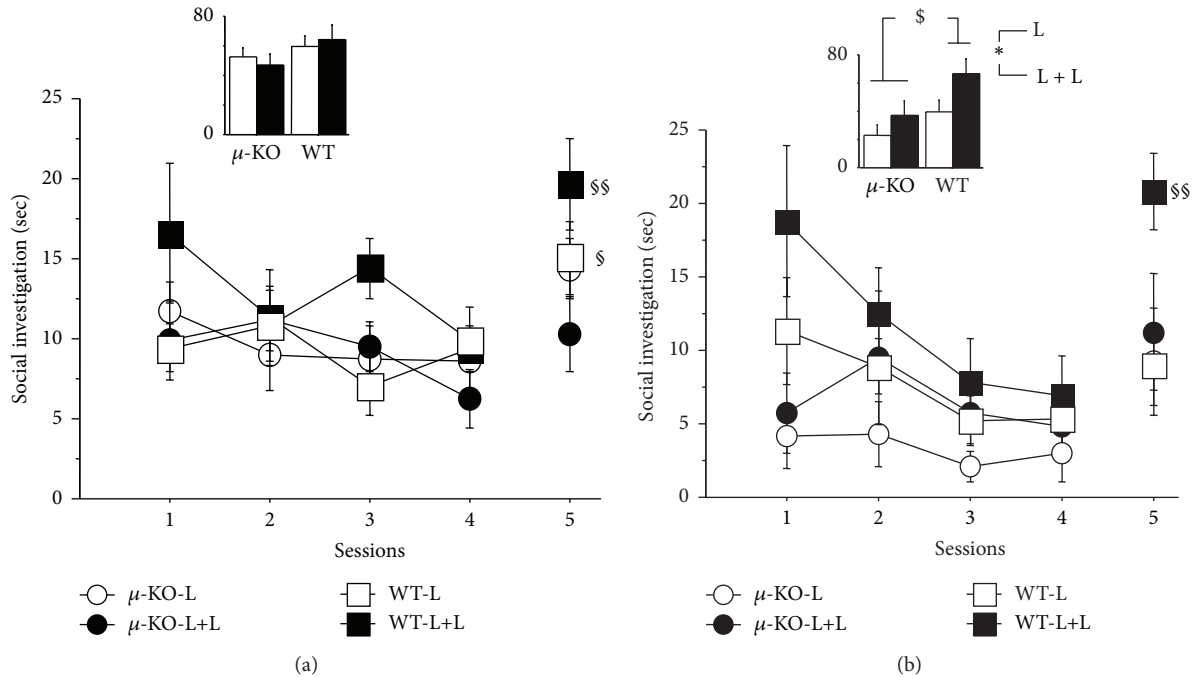 80
0
μ-KO WT
25
20
15
10
5
0
Social investigation (sec)
§§
§
1 2 3 4 5
Sessions
μ-KO-L WT-L
μ-KO-L+L WT-L+L
(a)
$
L
*
L + L
80
0
μ-KO WT
25
20
15
10
5
0
Social investigation (sec)
§§
1 2 3 4 5
Sessions
μ-KO-L WT-L
μ-KO-L+L WT-L+L
(b)